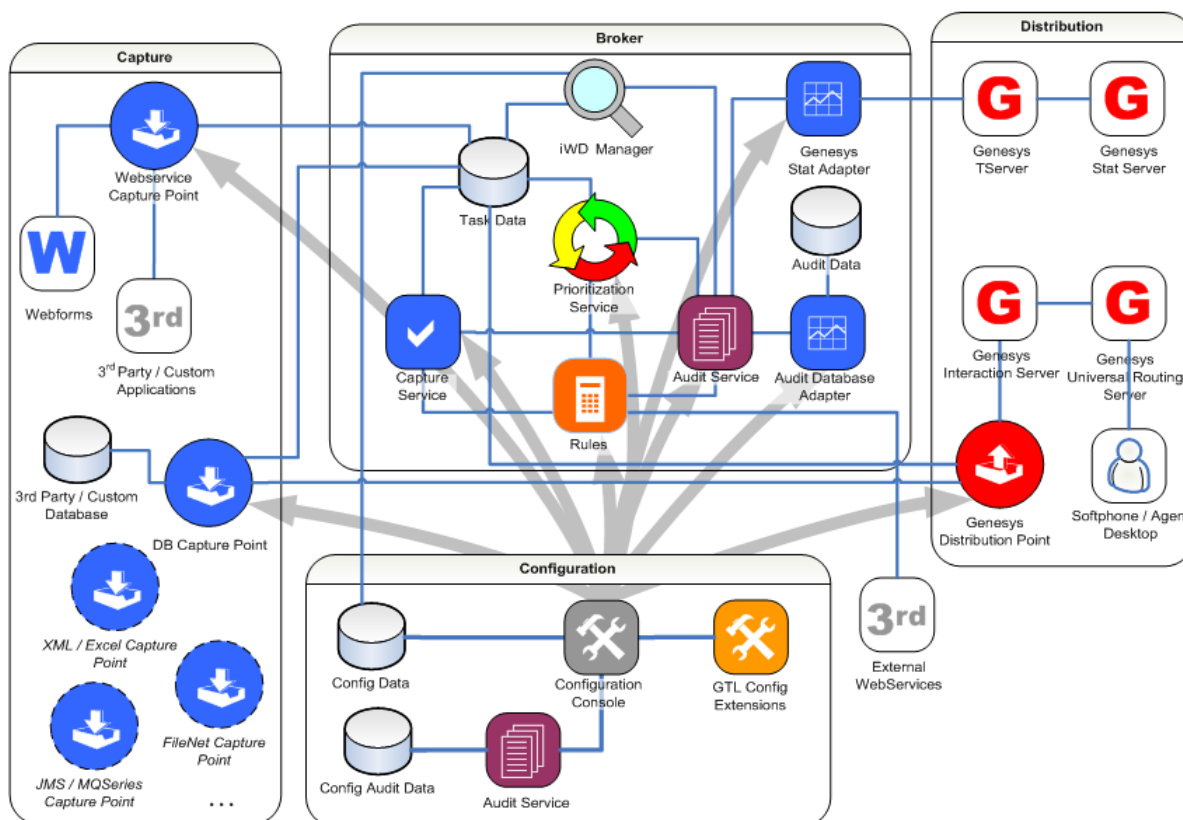 Capture
Webservice
Capture Point
W
Webforms
3rd
3rd Party / Custom
Applications
3rd Party / Custom
Database
DB Capture Point
XML / Excel Capture
Point
FileNet Capture
Point
JMS / MQSeries
Capture Point
...
Broker
iWD Manager
Task Data
Genesys
Stat Adapter
Audit Data
Prioritization
Service
Capture
Service
Audit Service
Audit Database
Adapter
Rules
Distribution
G
Genesys
TServer
G
Genesys
Stat Server
G
Genesys
Interaction Server
G
Genesys
Universal Routing
Server
Genesys
Distribution Point
Softphone / Agen
Desktop
3rd
External
WebServices
Configuration
Config Data
Configuration
Console
GTL Config
Extensions
Config Audit Data
Audit Service